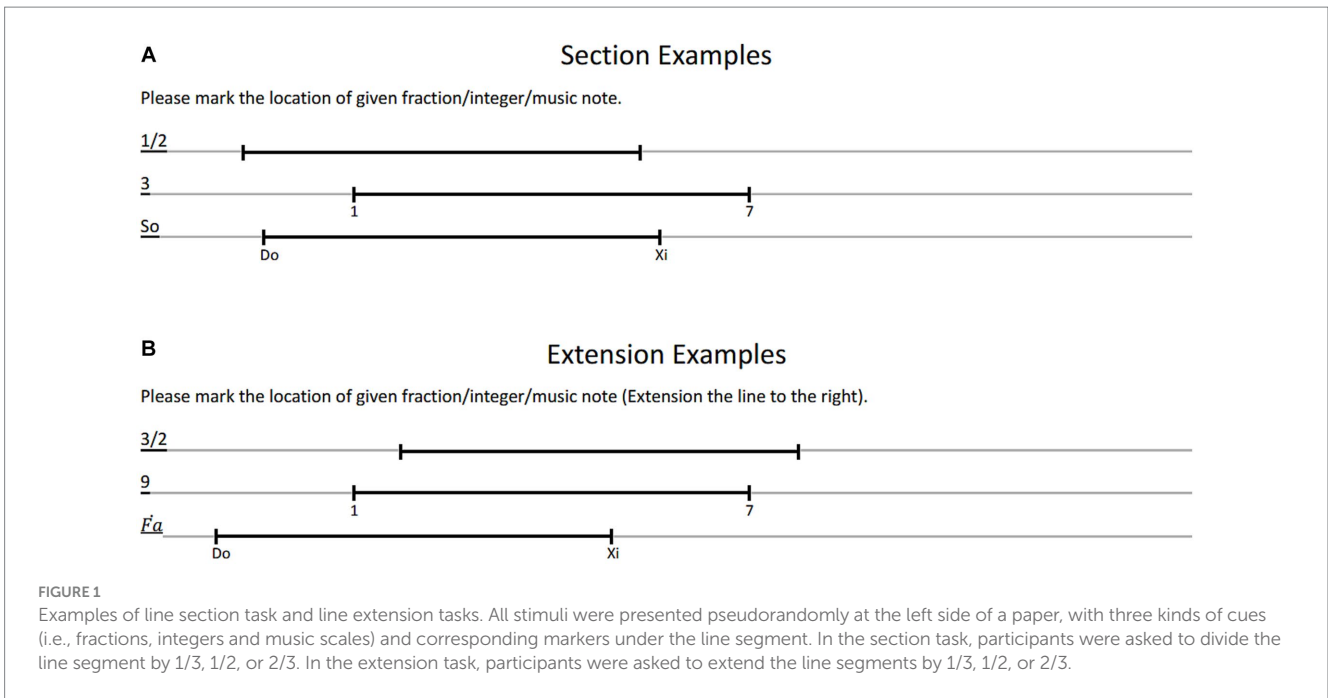 A
Section Examples
Please mark the location of given fraction/integer/music note.
1/2
3
1 7
So
Do Xi
B
Extension Examples
Please mark the location of given fraction/integer/music note (Extension the line to the right).
3/2
9
1 7
Ḟa
Do Xi
FIGURE 1
Examples of line section task and line extension tasks. All stimuli were presented pseudorandomly at the left side of a paper, with three kinds of cues
(i.e., fractions, integers and music scales) and corresponding markers under the line segment. In the section task, participants were asked to divide the
line segment by 1/3, 1/2, or 2/3. In the extension task, participants were asked to extend the line segments by 1/3, 1/2, or 2/3.